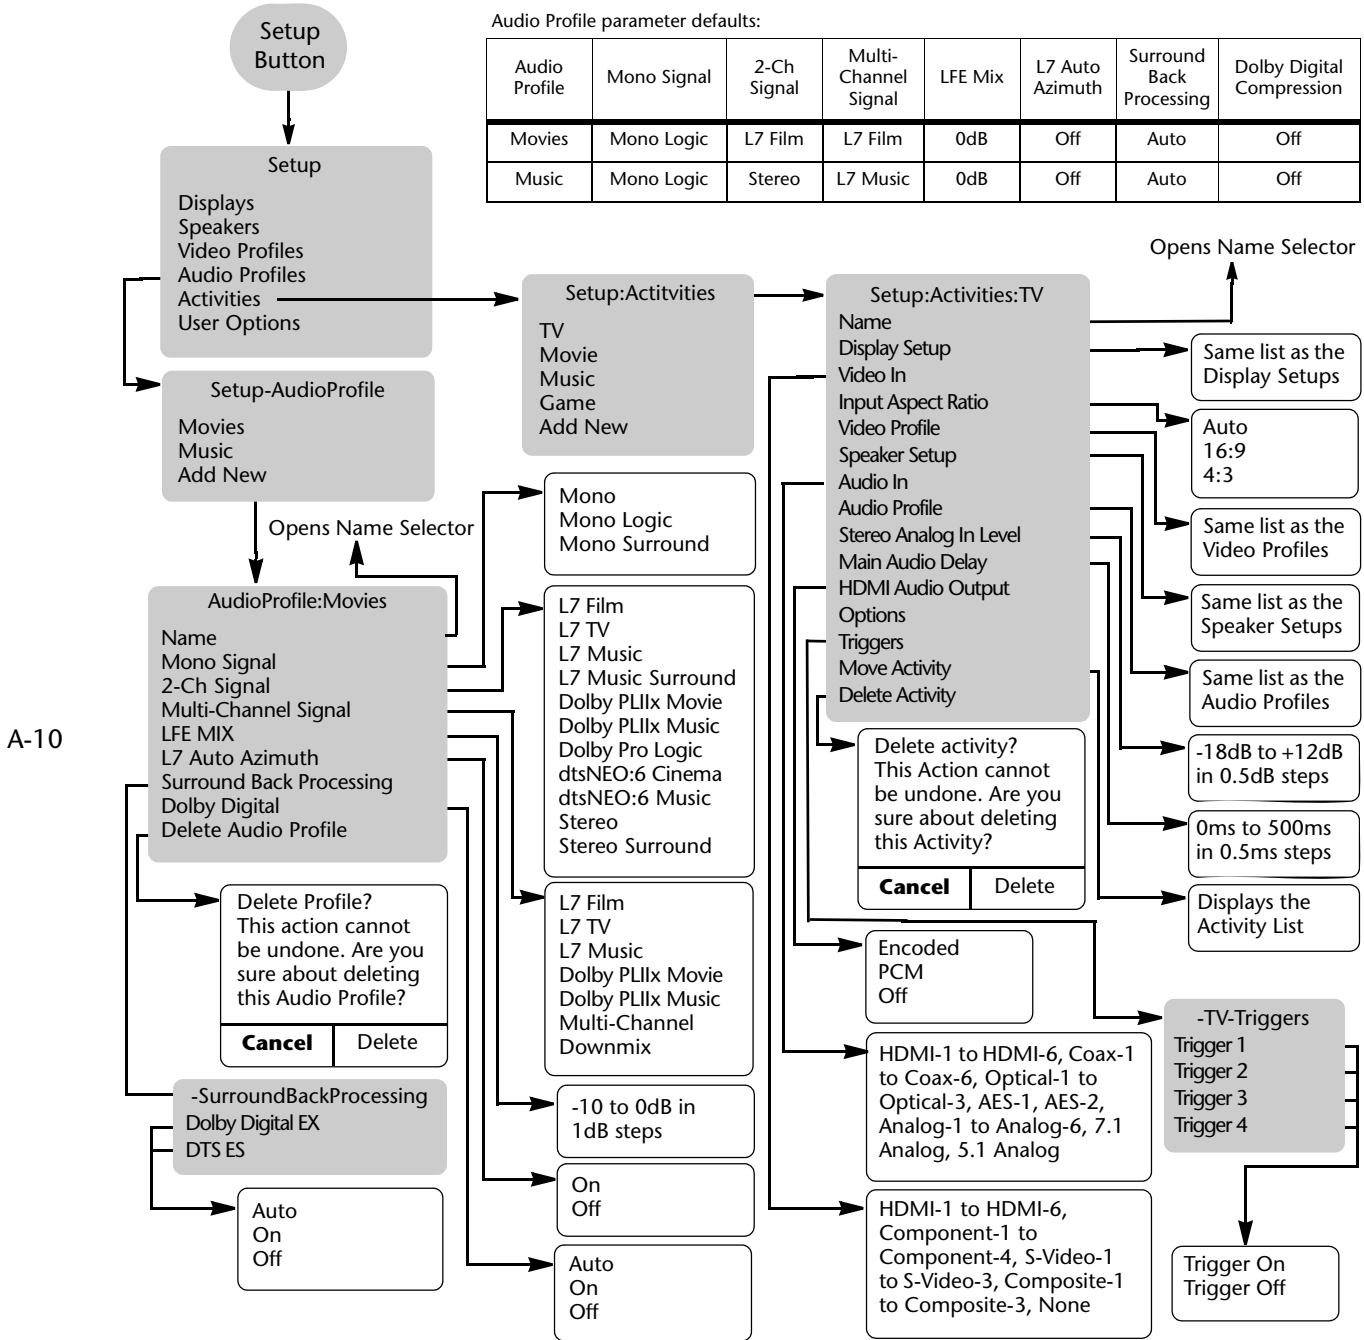 Setup
Button
Audio Profile parameter defaults:
Audio
Profile
Mono Signal
2-Ch
Signal
Multi-
Channel
Signal
LFE Mix
L7 Auto
Azimuth
Surround
Back
Processing
Dolby Digital
Compression
Movies
Mono Logic
L7 Film
L7 Film
0dB
Off
Auto
Off
Music
Mono Logic
Stereo
L7 Music
0dB
Off
Auto
Off
Setup
Displays
Speakers
Video Profiles
Audio Profiles
Activities
User Options
Setup-AudioProfile
Movies
Music
Add New
Opens Name Selector
AudioProfile:Movies
Name
Mono Signal
2-Ch Signal
Multi-Channel Signal
LFE MIX
L7 Auto Azimuth
Surround Back Processing
Dolby Digital
Delete Audio Profile
A-10
Delete Profile?
This action cannot
be undone. Are you
sure about deleting
this Audio Profile?
Cancel
Delete
-SurroundBackProcessing
Dolby Digital EX
DTS ES
Auto
On
Off
Setup:Actitvities
TV
Movie
Music
Game
Add New
Mono
Mono Logic
Mono Surround
L7 Film
L7 TV
L7 Music
L7 Music Surround
Dolby PLIIx Movie
Dolby PLIIx Music
Dolby Pro Logic
dtsNEO:6 Cinema
dtsNEO:6 Music
Stereo
Stereo Surround
L7 Film
L7 TV
L7 Music
Dolby PLIIx Movie
Dolby PLIIx Music
Multi-Channel
Downmix
-10 to 0dB in
1dB steps
On
Off
Auto
On
Off
Setup:Activities:TV
Name
Display Setup
Video In
Input Aspect Ratio
Video Profile
Speaker Setup
Audio In
Audio Profile
Stereo Analog In Level
Main Audio Delay
HDMI Audio Output
Options
Triggers
Move Activity
Delete Activity
Delete activity?
This Action cannot
be undone. Are you
sure about deleting
this Activity?
Cancel
Delete
Encoded
PCM
Off
HDMI-1 to HDMI-6, Coax-1
to Coax-6, Optical-1 to
Optical-3, AES-1, AES-2,
Analog-1 to Analog-6, 7.1
Analog, 5.1 Analog
HDMI-1 to HDMI-6,
Component-1 to
Component-4, S-Video-1
to S-Video-3, Composite-1
to Composite-3, None
Opens Name Selector
Same list as the
Display Setups
Auto
16:9
4:3
Same list as the
Video Profiles
Same list as the
Speaker Setups
Same list as the
Audio Profiles
-18dB to +12dB
in 0.5dB steps
0ms to 500ms
in 0.5ms steps
Displays the
Activity List
-TV-Triggers
Trigger 1
Trigger 2
Trigger 3
Trigger 4
Trigger On
Trigger Off